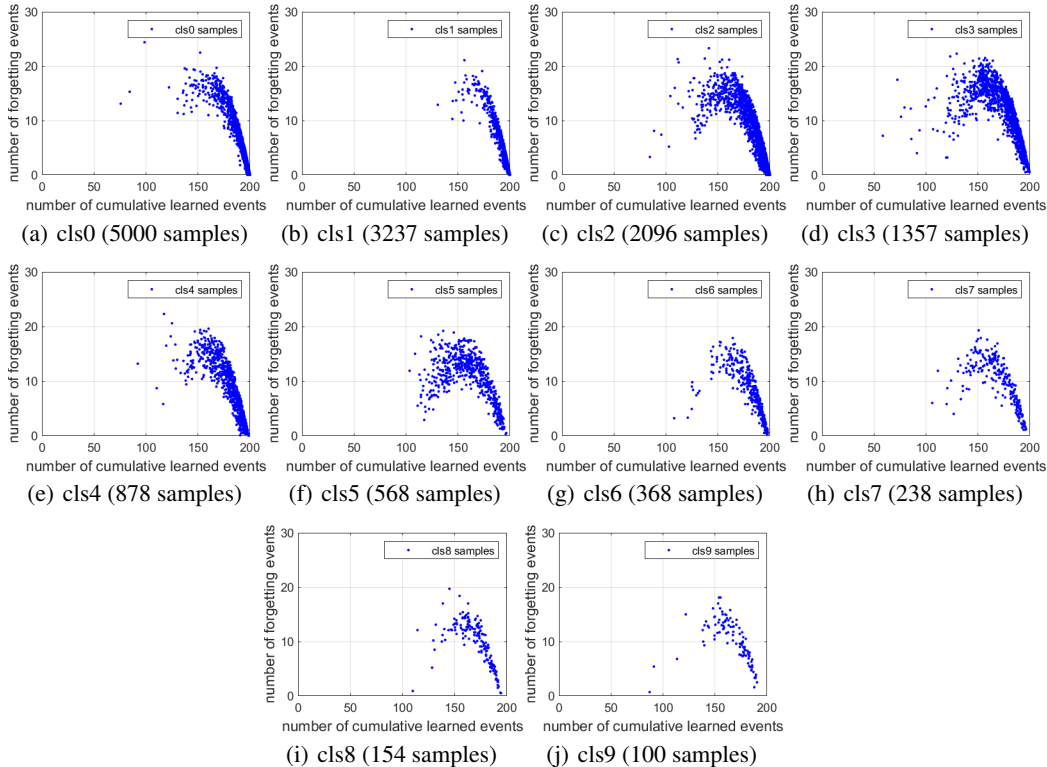 30
20
10
0
0 50 100 150 200
number of forgetting events
number of cumulative learned events
cls0 samples
(a) cls0 (5000 samples)
30
20
10
0
0 50 100 150 200
number of forgetting events
number of cumulative learned events
cls1 samples
(b) cls1 (3237 samples)
30
20
10
0
0 50 100 150 200
number of forgetting events
number of cumulative learned events
cls2 samples
(c) cls2 (2096 samples)
30
20
10
0
0 50 100 150 200
number of forgetting events
number of cumulative learned events
cls3 samples
(d) cls3 (1357 samples)
30
20
10
0
0 50 100 150 200
number of forgetting events
number of cumulative learned events
cls4 samples
(e) cls4 (878 samples)
30
20
10
0
0 50 100 150 200
number of forgetting events
number of cumulative learned events
cls5 samples
(f) cls5 (568 samples)
30
20
10
0
0 50 100 150 200
number of forgetting events
number of cumulative learned events
cls6 samples
(g) cls6 (368 samples)
30
20
10
0
0 50 100 150 200
number of forgetting events
number of cumulative learned events
cls7 samples
(h) cls7 (238 samples)
30
20
10
0
0 50 100 150 200
number of forgetting events
number of cumulative learned events
cls8 samples
(i) cls8 (154 samples)
30
20
10
0
0 50 100 150 200
number of forgetting events
number of cumulative learned events
cls9 samples
(j) cls9 (100 samples)